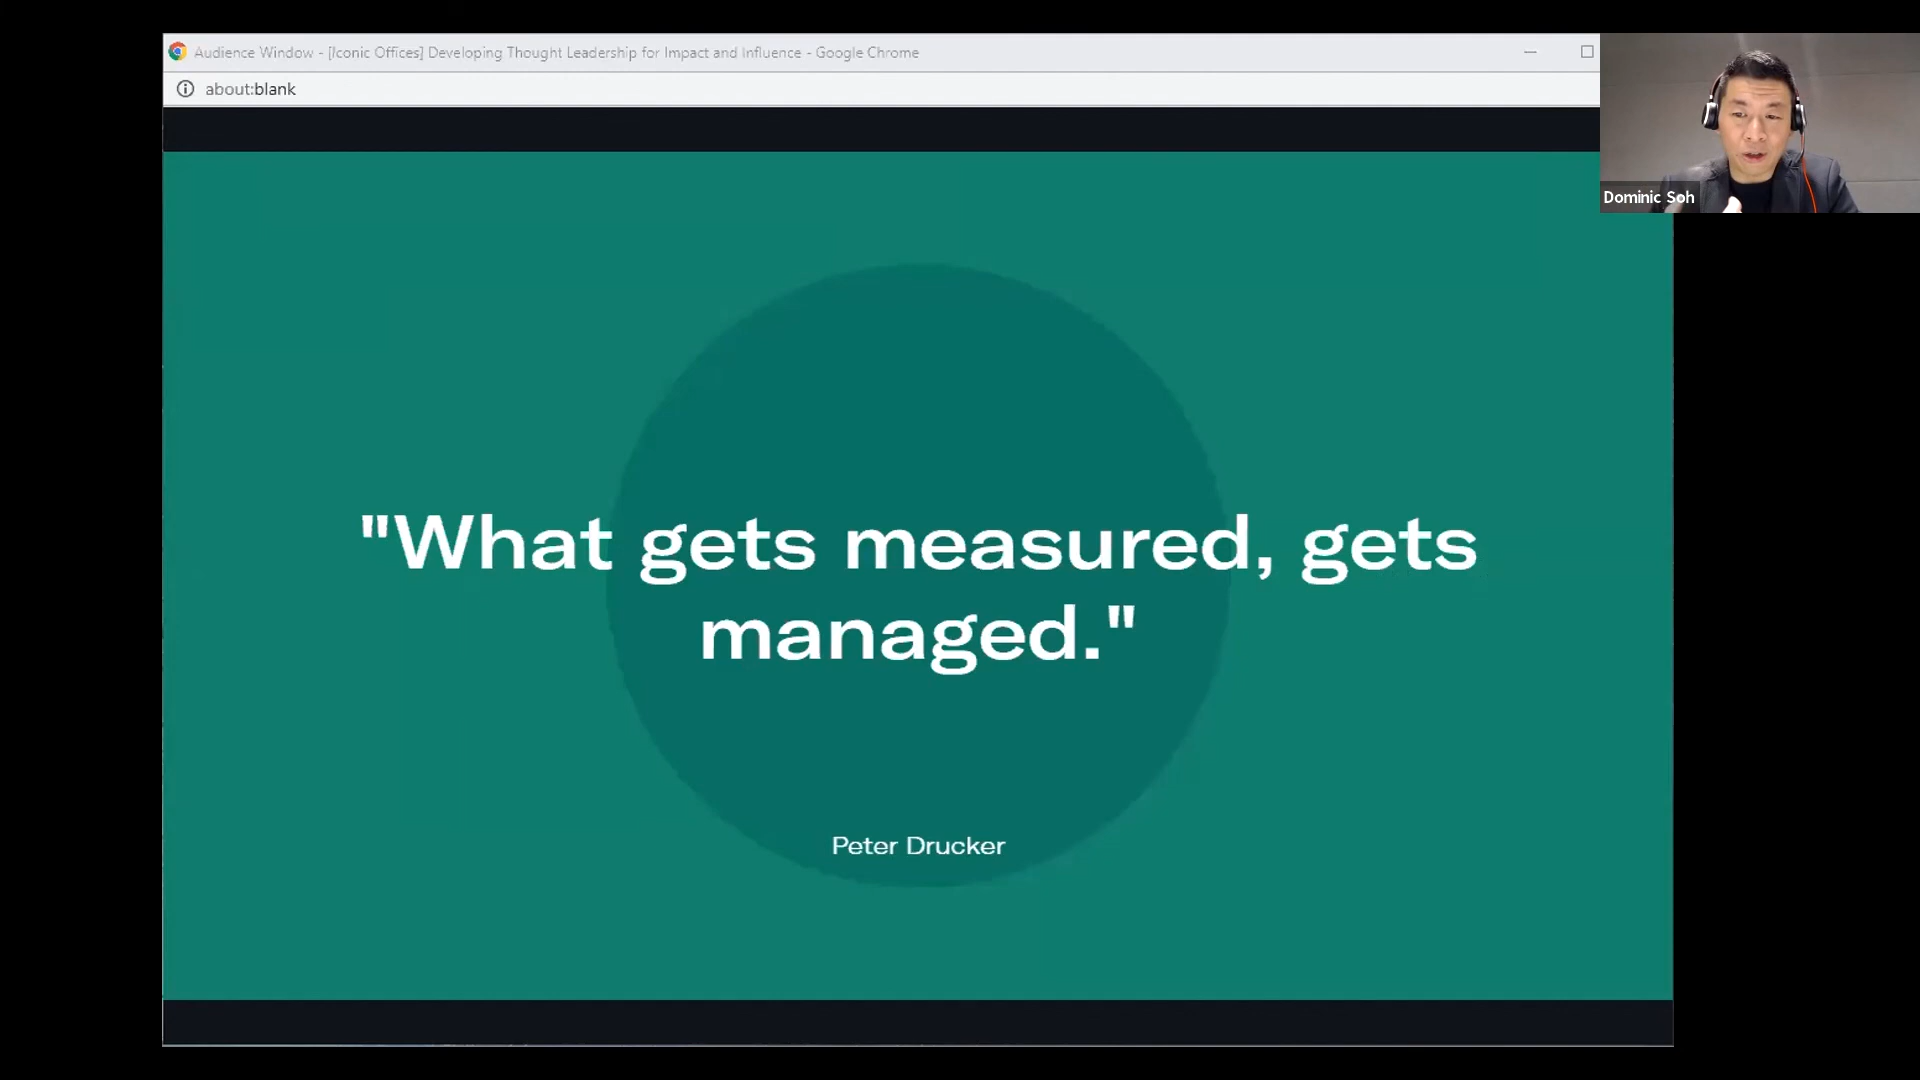 Audience Window - [Iconic Offices] Developing Thought Leadership for Impact and Influence - Google Chrome
about:blank
Dominic Soh
"What gets measured, gets
managed."
Peter Drucker